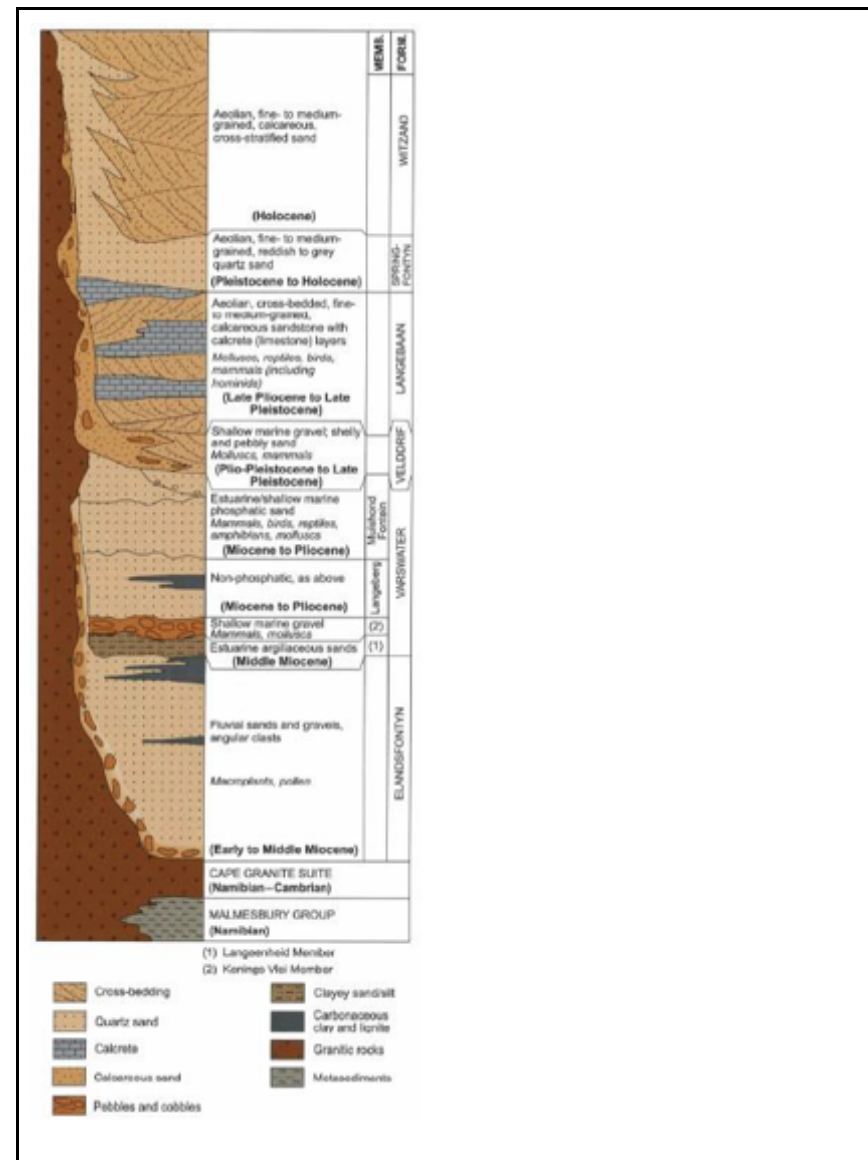 MEMB.
FORM.
Aeolian, fine- to medium-
grained, calcareous,
cross-stratified sand
(Holocene)
WITZAND
Aeolian, fine- to medium-
grained, reddish to grey
quartz sand
(Pleistocene to Holocene)
SPRING-
FONTYN
Aeolian, cross-bedded, fine-
to medium-grained,
calcareous sandstone with
calcrete (limestone) layers
Molluscs, reptiles, birds,
mammals (including
hominids)
(Late Pliocene to Late
Pleistocene)
LANGEBAAN
Shallow marine gravel; shelly
and pebbly sand
Molluscs, mammals
(Plio-Pleistocene to Late
Pleistocene)
VELDDRIF
Estuarine/shallow marine
phosphatic sand
Mammals, birds, reptiles,
amphibians, molluscs
(Miocene to Pliocene)
Muishond
Fontein
VARSWATER
Non-phosphatic, as above
(Miocene to Pliocene)
Langeberg
Shallow marine gravel
Mammals, molluscs
(2)
Estuarine argillaceous sands
(Middle Miocene)
(1)
Fluvial sands and gravels,
angular clasts
Macroplants, pollen
(Early to Middle Miocene)
ELANDSFONTYN
CAPE GRANITE SUITE
(Namibian–Cambrian)
MALMESBURY GROUP
(Namibian)
(1) Langeenheid Member
(2) Konings Vlei Member
Cross-bedding
Clayey sand/silt
Quartz sand
Carbonaceous
clay and lignite
Calcrete
Granitic rocks
Calcareous sand
Metasediments
Pebbles and cobbles